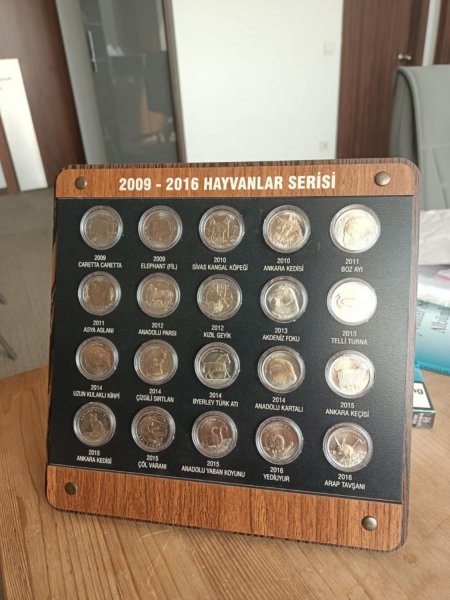 2009 - 2016 HAYVANLAR SERİSİ
2009
CARETTA CARETTA
2009
ELEPHANT (FİL)
2010
SİVAS KANGAL KÖPEĞİ
2010
ANKARA KEDİSİ
2011
BOZ AYI
2011
ASYA ASLANI
2012
ANADOLU PARSI
2012
KIZIL GEYİK
2013
AKDENİZ FOKU
2013
TELLİ TURNA
2014
UZUN KULAKLI KİRPİ
2014
ÇİZGİLİ SIRTLAN
2014
BYERLEY TÜRK ATI
2014
ANADOLU KARTALI
2015
ANKARA KEÇİSİ
2015
ANKARA KEDİSİ
2015
ÇÖL VARANI
2015
ANADOLU YABAN KOYUNU
2016
YEDİUYUR
2016
ARAP TAVŞANI